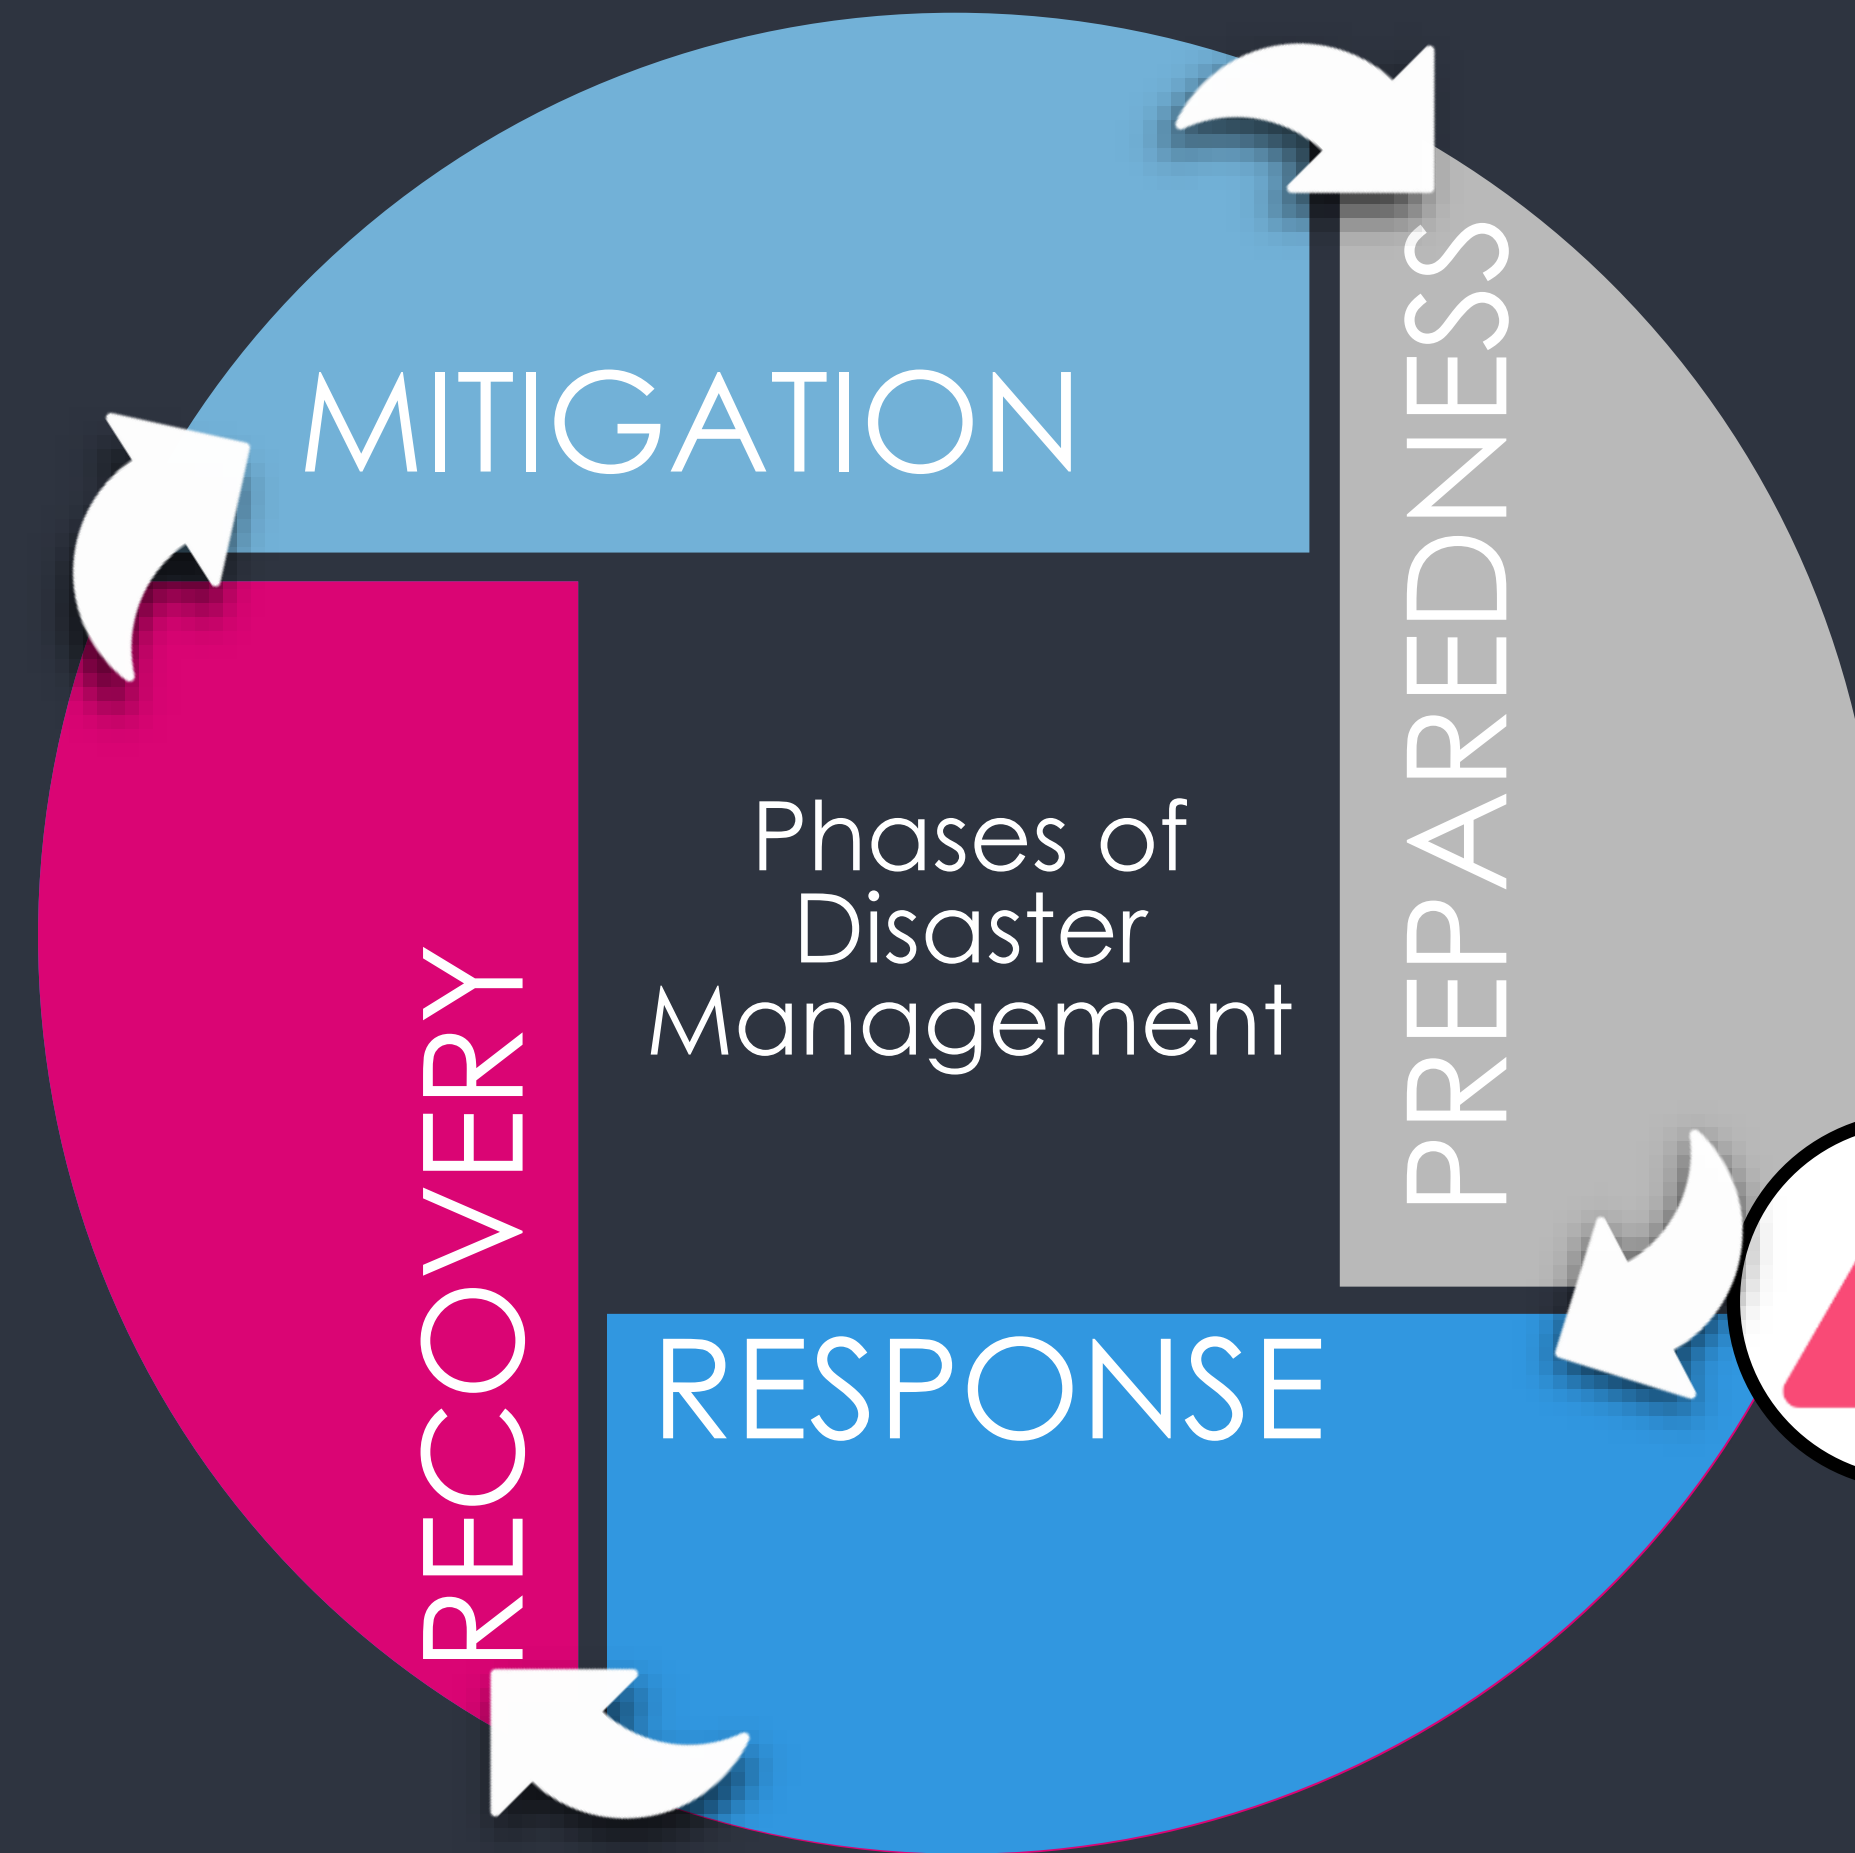 MITIGATION
PREPAREDNESS
Phases of
Disaster
Management
RECOVERY
RESPONSE